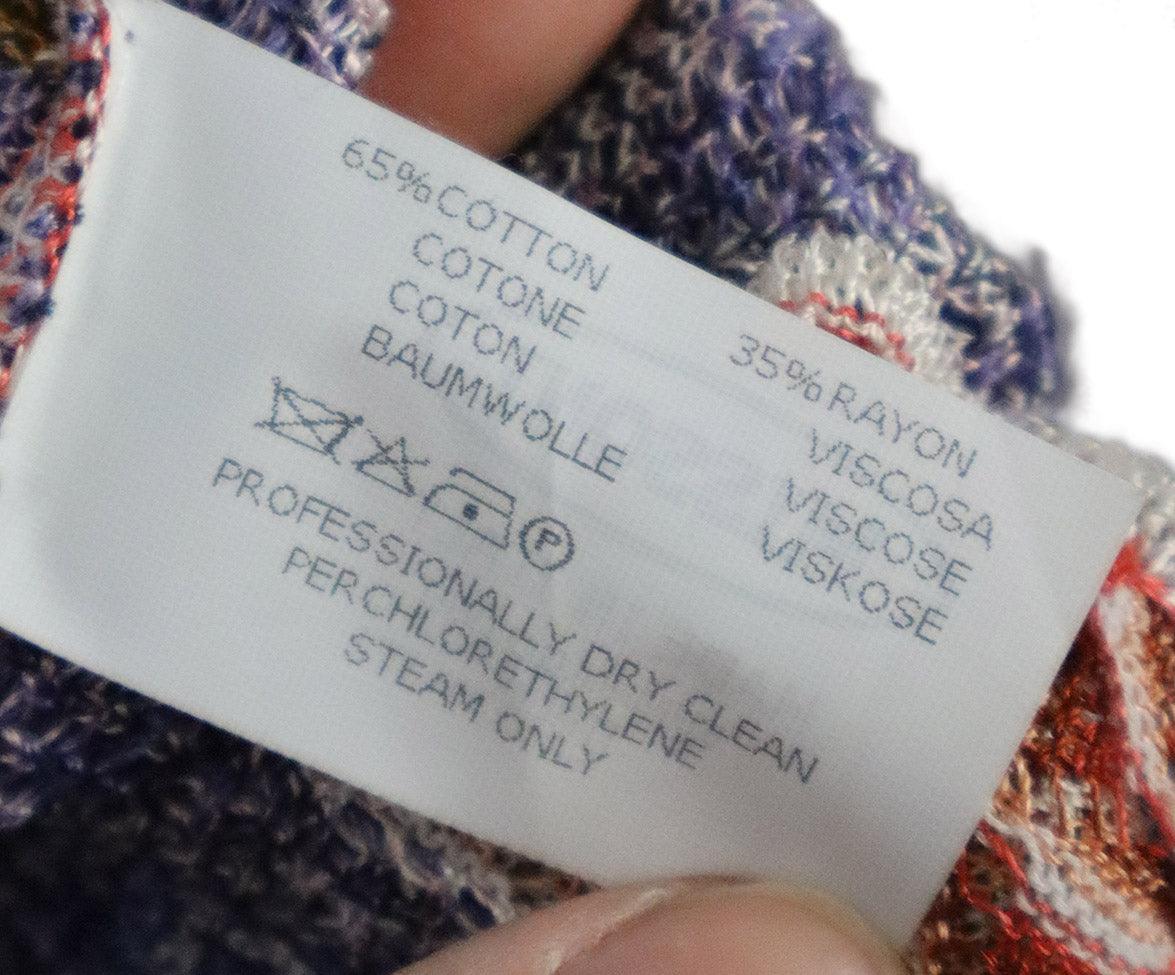 65%COTTON
COTONE
COTON
BAUMWOLLE
35%RAYON
VISCOSA
VISCOSE
VISKOSE
P
PROFESSIONALLY DRY CLEAN
PERCHLORETHYLENE
STEAM ONLY